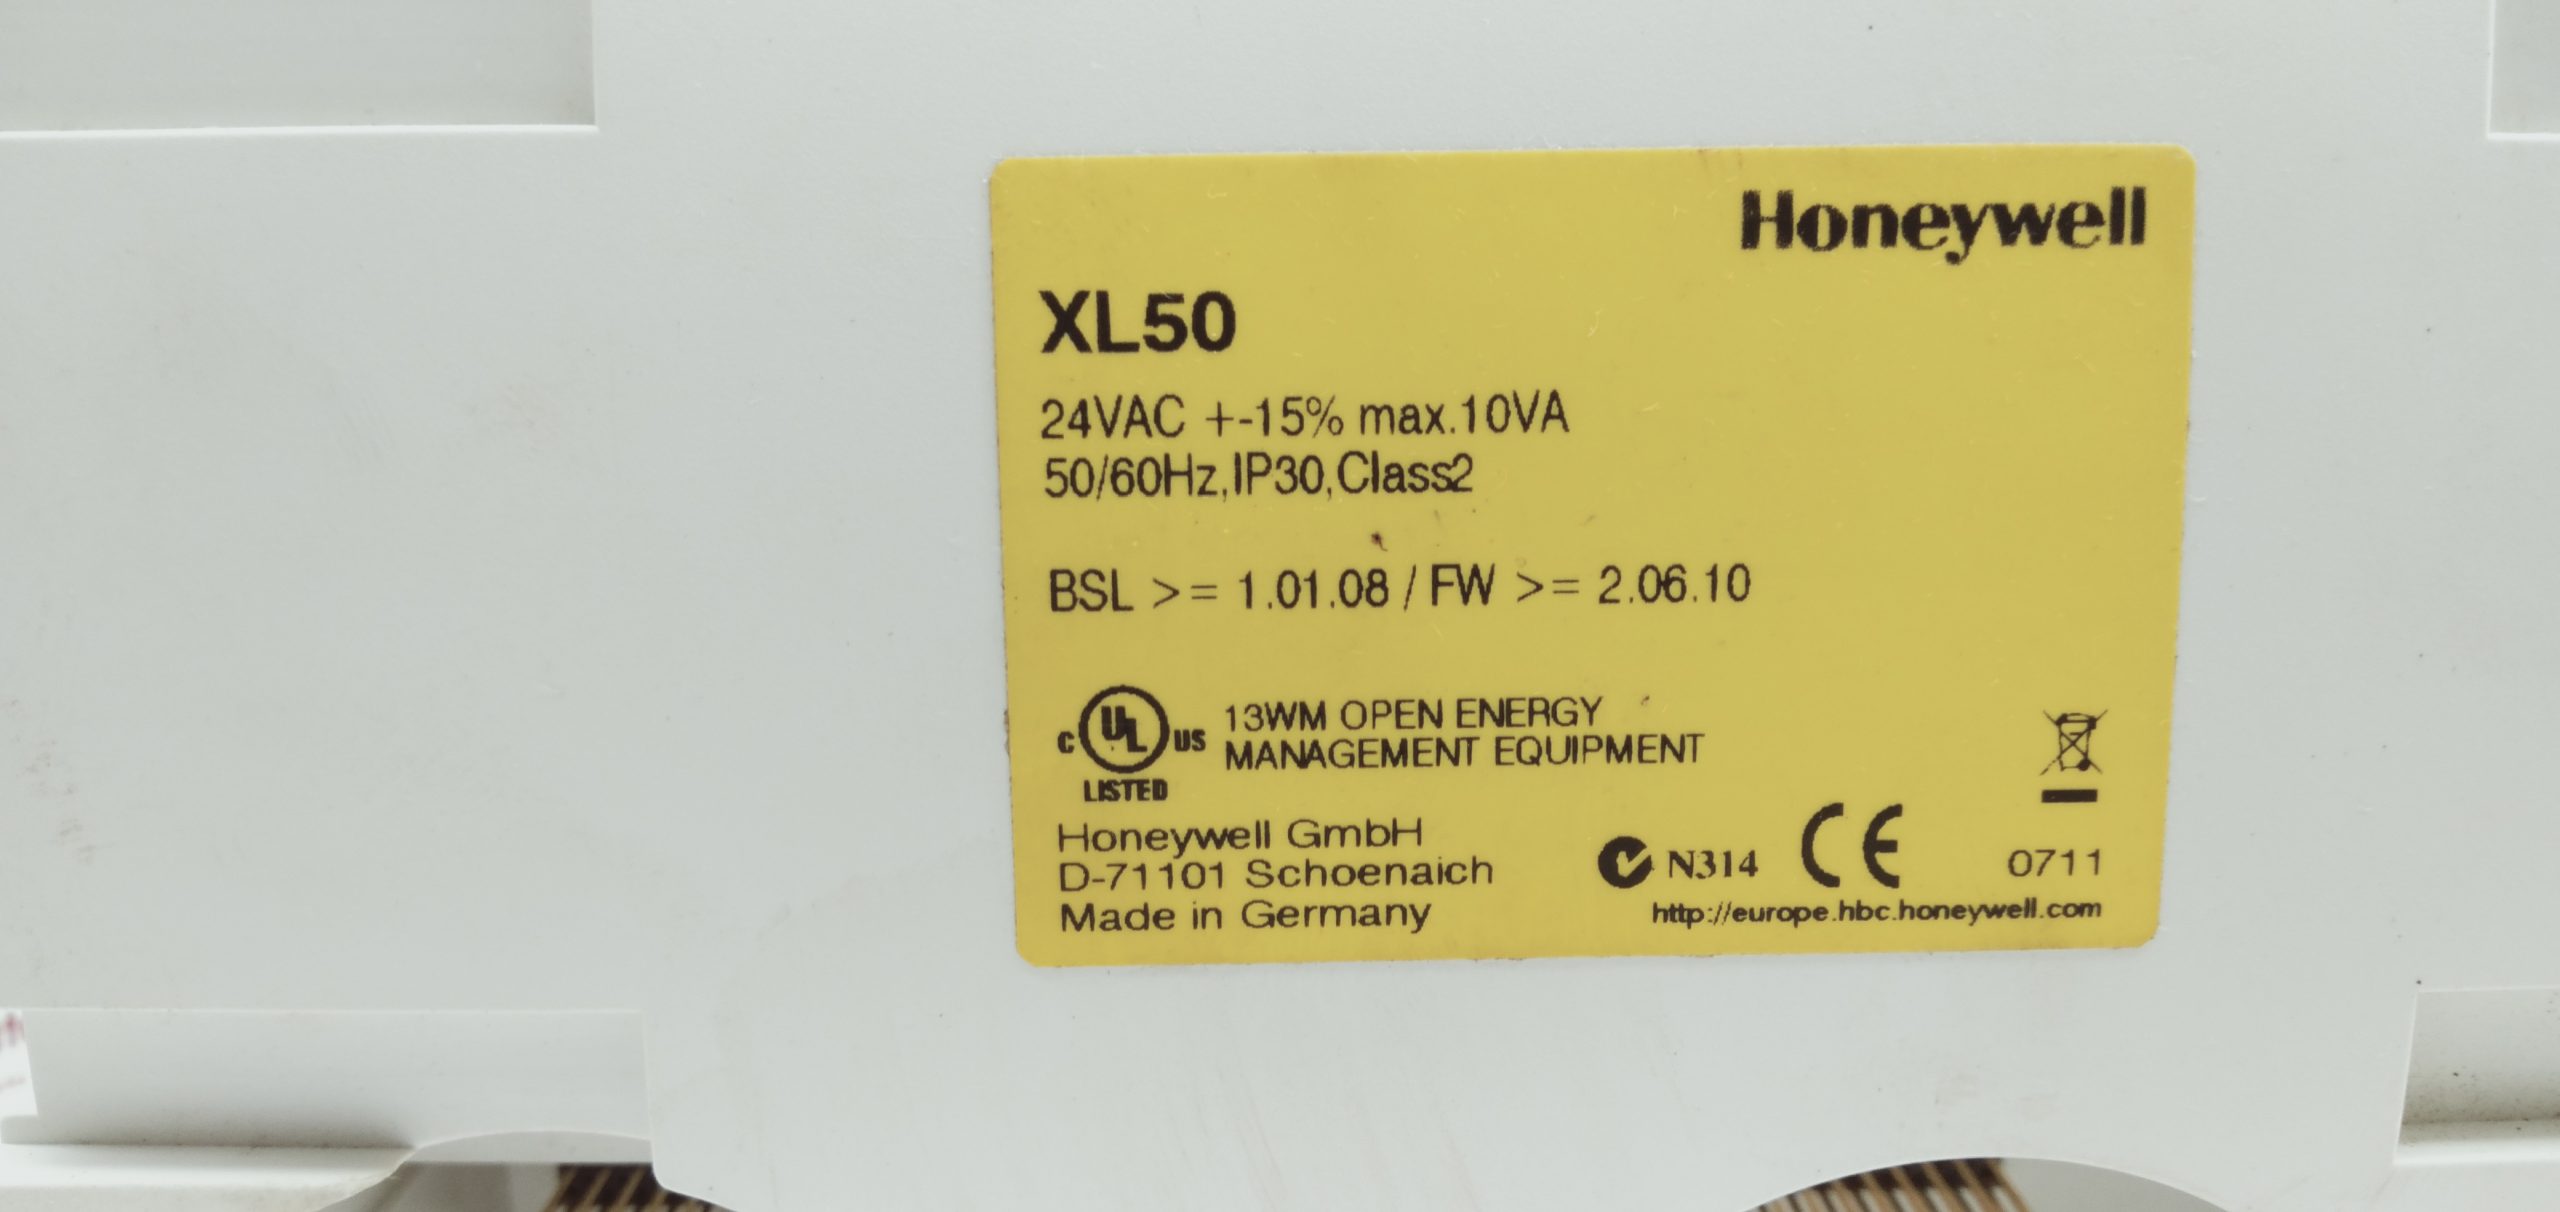 Honeywell
XL50
24VAC +-15% max.10VA
50/60Hz,IP30,Class2
BSL >= 1.01.08 / FW >= 2.06.10
C UL US
LISTED
13WM OPEN ENERGY
MANAGEMENT EQUIPMENT
Honeywell GmbH
D-71101 Schoenaich
Made in Germany
N314 CE 0711
http://europe.hbc.honeywell.com